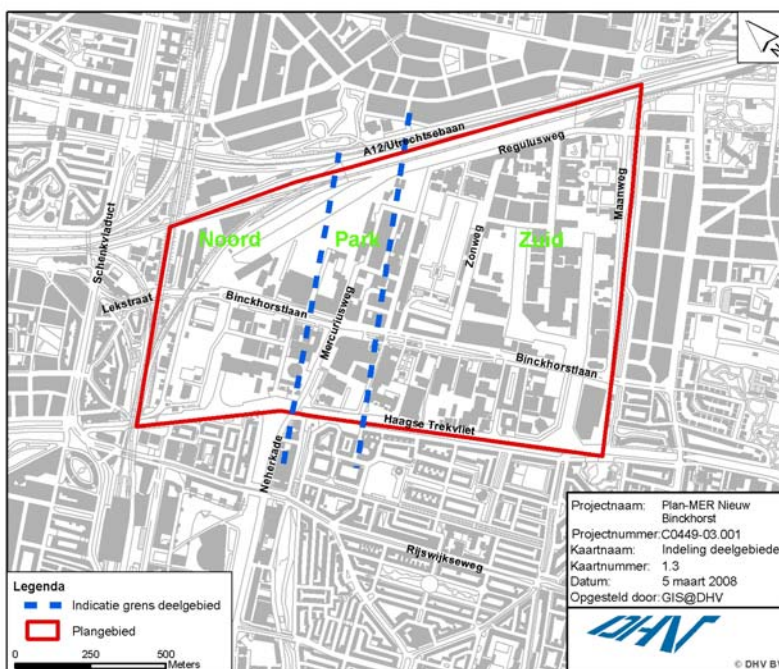 N
A12/Utrechtsebaan
Regulusweg
Maanweg
Schenkviaduct
Noord
Park
Zonweg
Zuid
Lekstraat
Binckhorstlaan
Mercuriusweg
Binckhorstlaan
Haagse Trekvliet
Neherkade
Rijswijkseweg
Legenda
Indicatie grens deelgebied
Plangebied
0 250 500
Meters
Projectnaam: Plan-MER Nieuw
Binckhorst
Projectnummer: C0449-03.001
Kaartnaam: Indeling deelgebiede
Kaartnummer: 1.3
Datum: 5 maart 2008
Opgesteld door: GIS@DHV
DHV
© DHV B